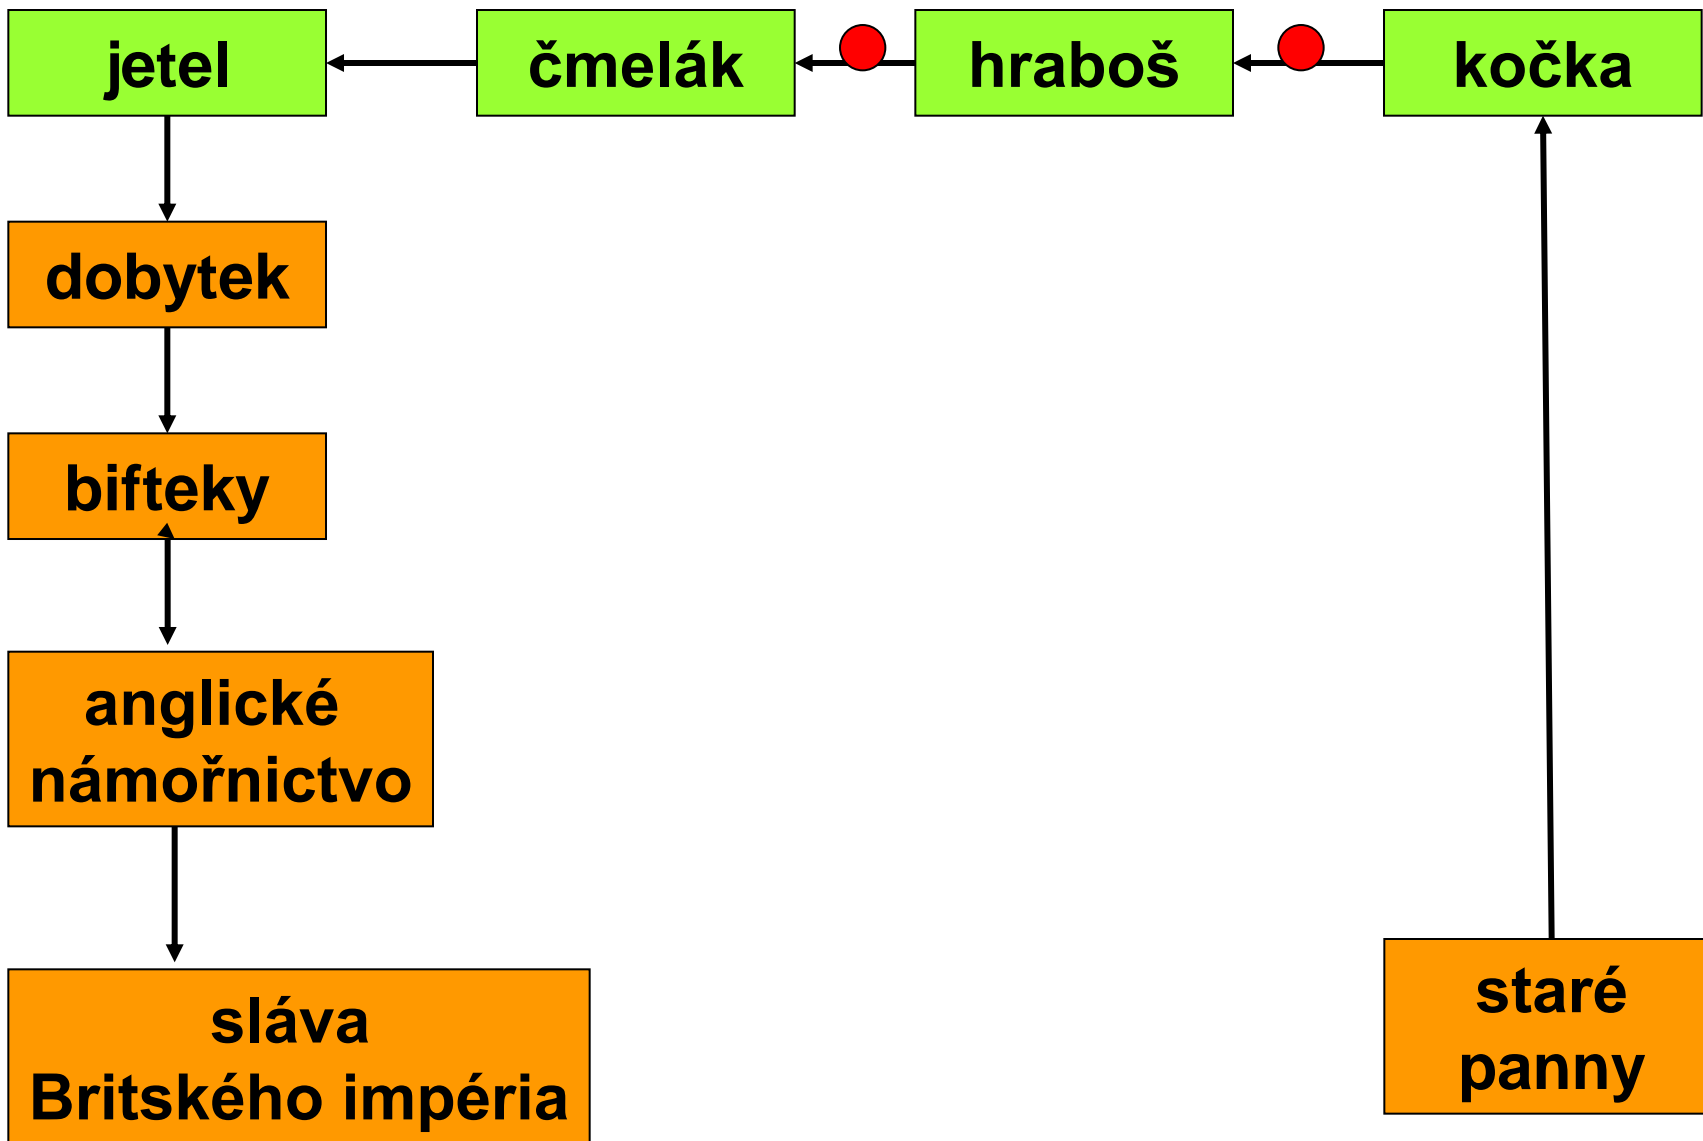 jetel
čmelák
hraboš
kočka
dobytek
bifteky
anglické
námořnictvo
sláva
Britského impéria
staré
panny